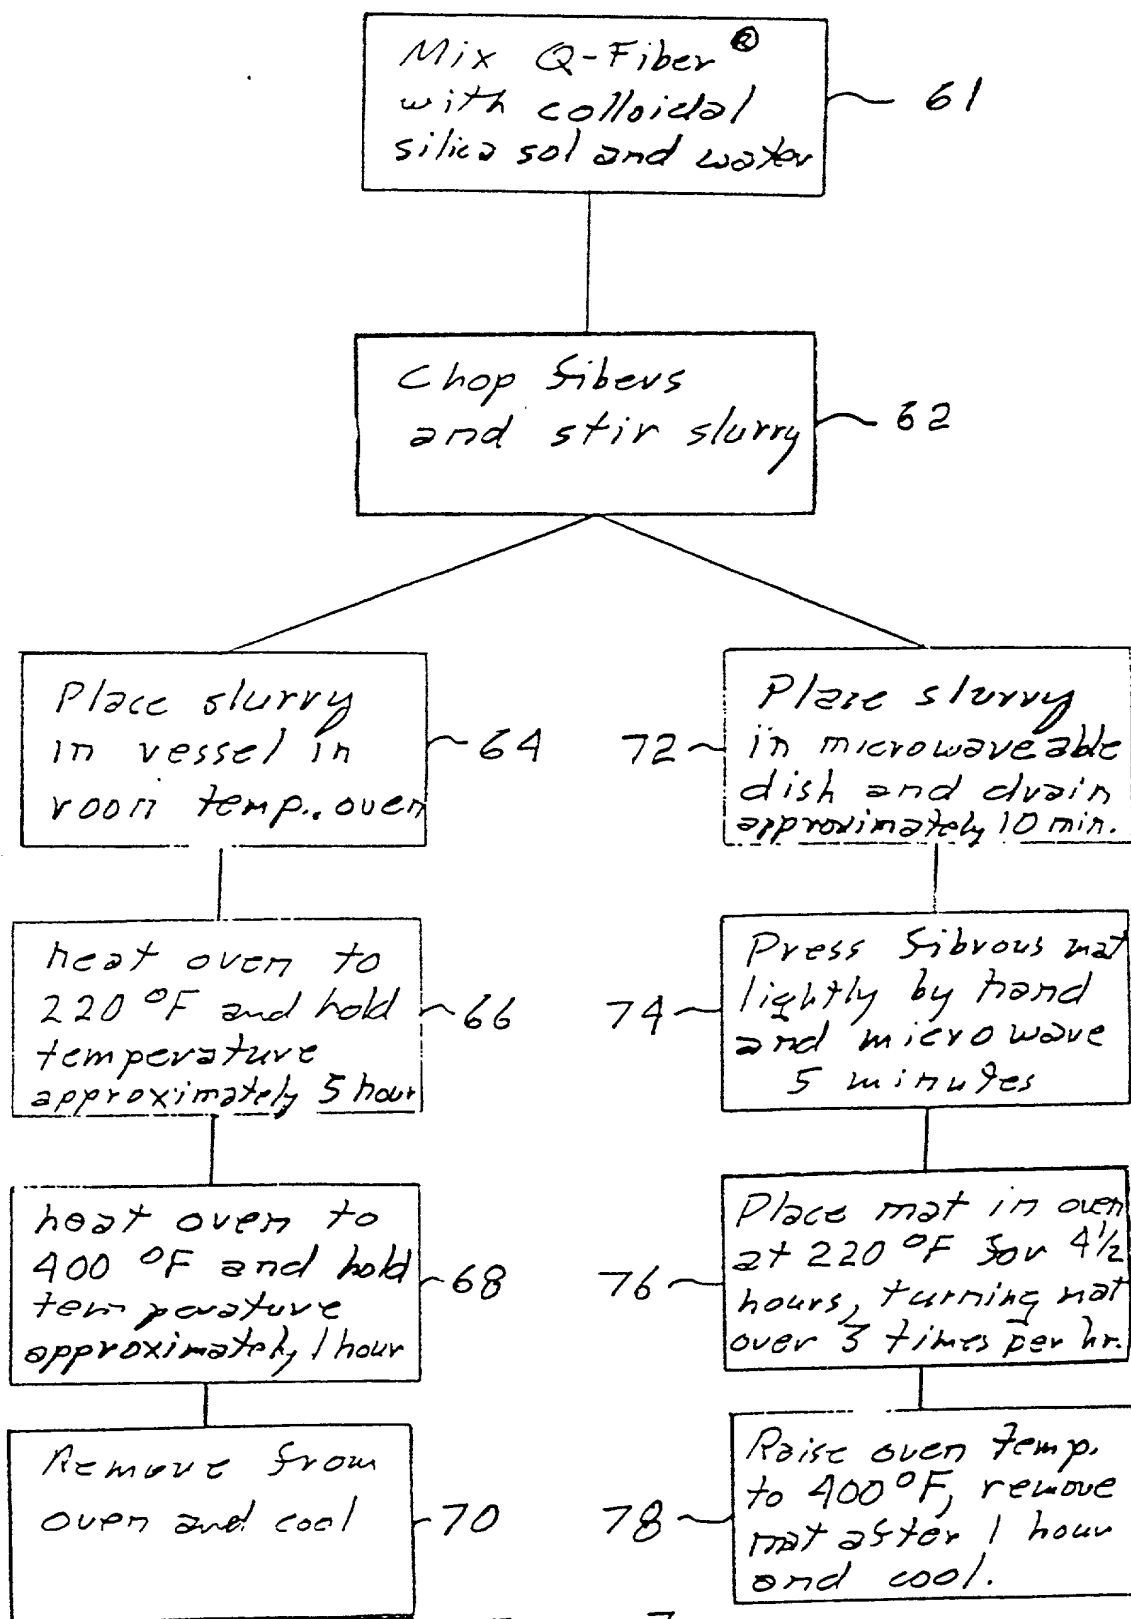 Mix Q-Fiber ®
with colloidal
silica sol and water
61
Chop fibers
and stir slurry
62
Place slurry
in vessel in
room temp. oven
64
heat oven to
220 °F and hold
temperature
approximately 5 hour
66
heat oven to
400 °F and hold
temperature
approximately 1 hour
68
Remove from
oven and cool
70
72
Place slurry
in microwaveable
dish and drain
approximately 10 min.
74
Press fibrous mat
lightly by hand
and microwave
5 minutes
76
Place mat in oven
at 220 °F for 4½
hours, turning mat
over 3 times per hr.
78
Raise oven temp.
to 400 °F, remove
mat after 1 hour
and cool.